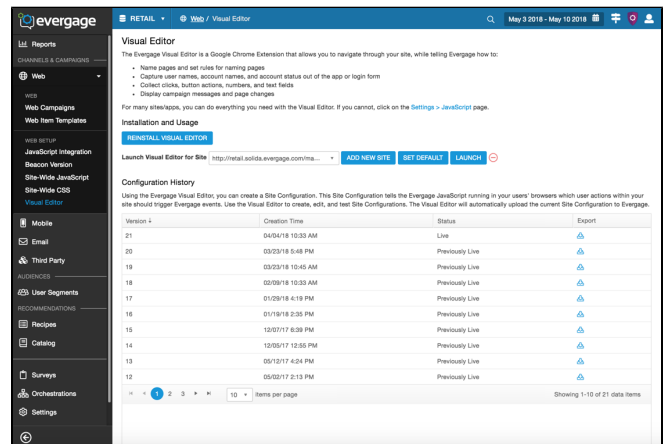 evergage
RETAIL
Web / Visual Editor
May 3 2018 - May 10 2018
Reports
CHANNELS & CAMPAIGNS
Web
WEB
Web Campaigns
Web Item Templates
WEB SETUP
JavaScript Integration
Beacon Version
Site-Wide JavaScript
Site-Wide CSS
Visual Editor
Mobile
Email
Third Party
AUDIENCES
User Segments
RECOMMENDATIONS
Recipes
Catalog
Surveys
Orchestrations
Settings
Visual Editor
The Evergage Visual Editor is a Google Chrome Extension that allows you to navigate through your site, while telling Evergage how to:
• Name pages and set rules for naming pages
• Capture user names, account names, and account status out of the app or login form
• Collect clicks, button actions, numbers, and text fields
• Display campaign messages and page changes
For many sites/apps, you can do everything you need with the Visual Editor. If you cannot, click on the Settings > JavaScript page.
Installation and Usage
REINSTALL VISUAL EDITOR
Launch Visual Editor for Site http://retail.solida.evergage.com/ma... ADD NEW SITE SET DEFAULT LAUNCH
Configuration History
Using the Evergage Visual Editor, you can create a Site Configuration. This Site Configuration tells the Evergage JavaScript running in your users' browsers which user actions within your
site should trigger Evergage events. Use the Visual Editor to create, edit, and test Site Configurations. The Visual Editor will automatically upload the current Site Configuration to Evergage.
Version ↓ Creation Time Status Export
21 04/04/18 10:33 AM Live
20 03/23/18 5:48 PM Previously Live
19 03/23/18 10:45 AM Previously Live
18 02/09/18 10:33 AM Previously Live
17 01/29/18 4:19 PM Previously Live
16 01/19/18 2:35 PM Previously Live
15 12/07/17 6:39 PM Previously Live
14 12/05/17 12:55 PM Previously Live
13 05/12/17 4:24 PM Previously Live
12 05/02/17 2:13 PM Previously Live
1 2 3 10 items per page Showing 1-10 of 21 data items